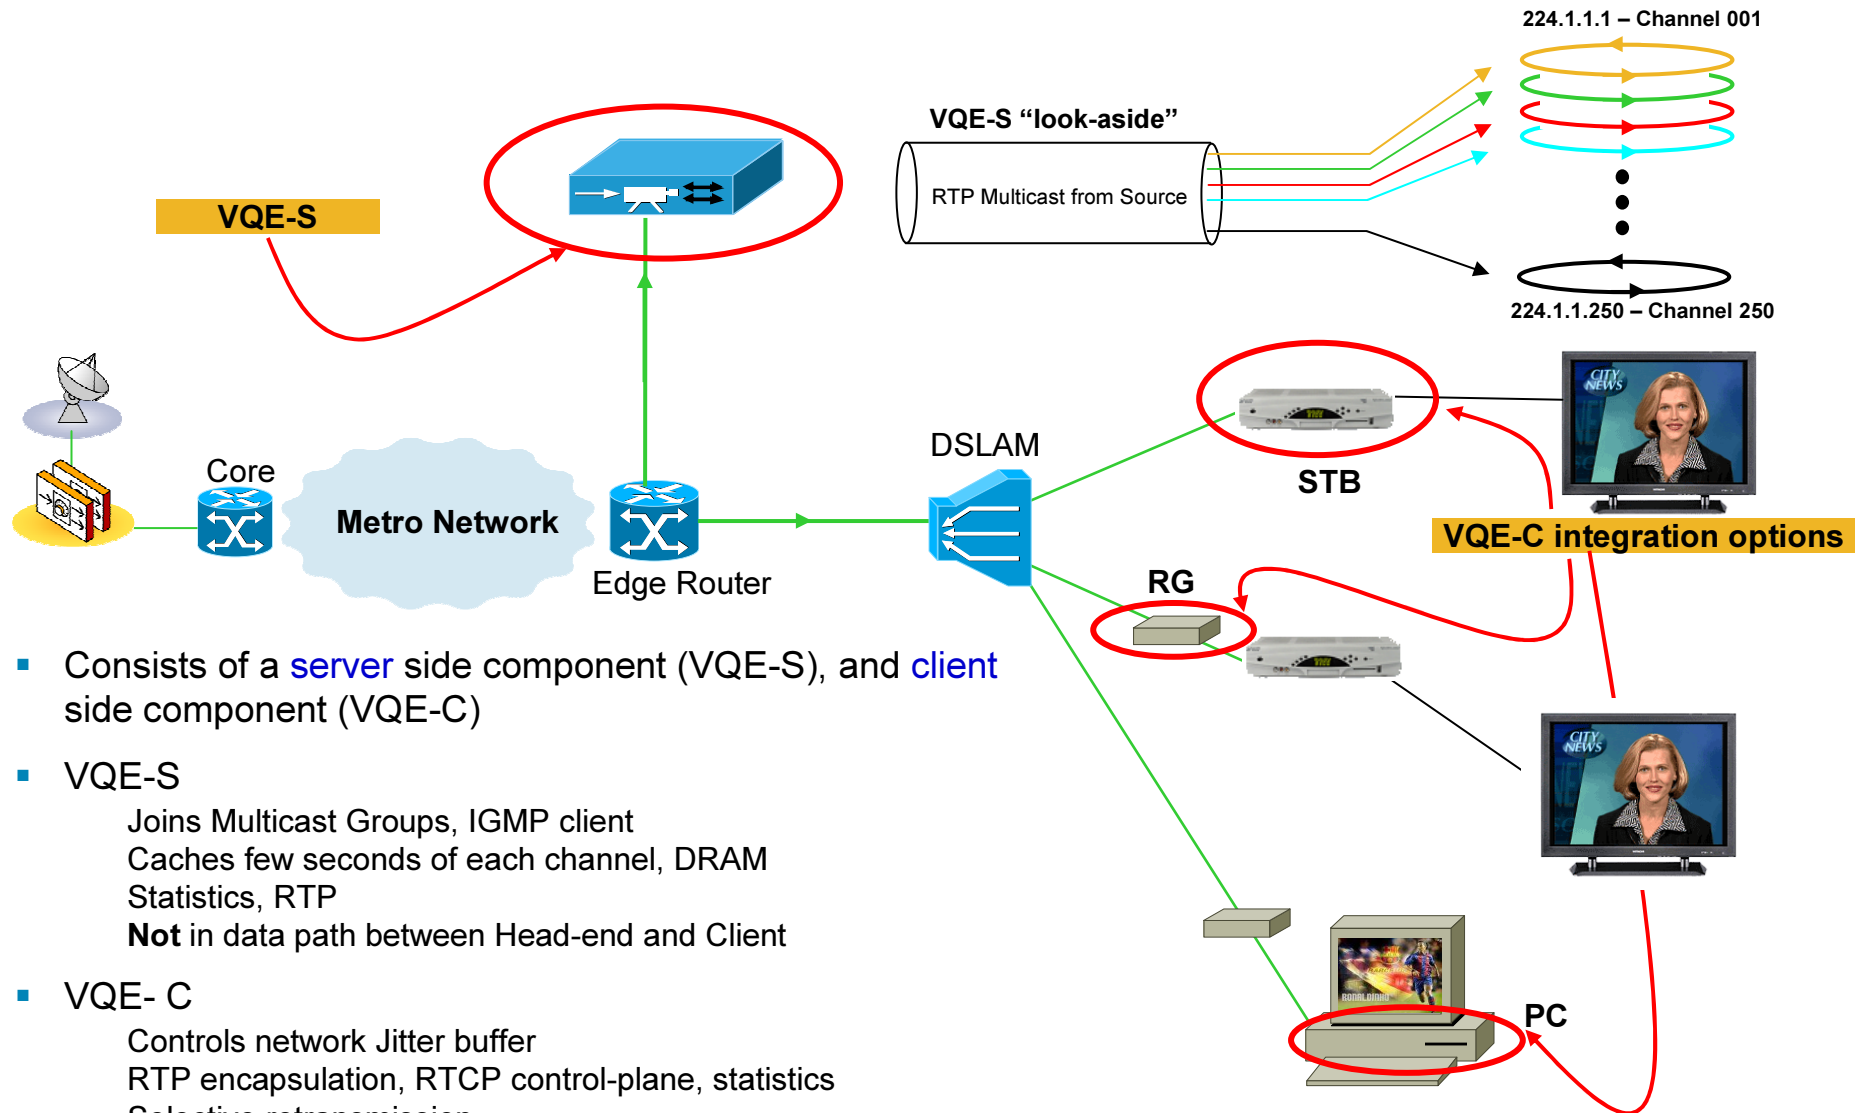 224.1.1.1 – Channel 001
VQE-S “look-aside”
RTP Multicast from Source
VQE-S
224.1.1.250 – Channel 250
CITY
NEWS
DSLAM
Core
STB
Metro Network
VQE-C integration options
Edge Router
RG
▪ Consists of a server side component (VQE-S), and client
side component (VQE-C)
CITY
NEWS
▪ VQE-S
Joins Multicast Groups, IGMP client
Caches few seconds of each channel, DRAM
Statistics, RTP
Not in data path between Head-end and Client
▪ VQE- C
RONALDINHO
PC
Controls network Jitter buffer
RTP encapsulation, RTCP control-plane, statistics
Selective retransmission